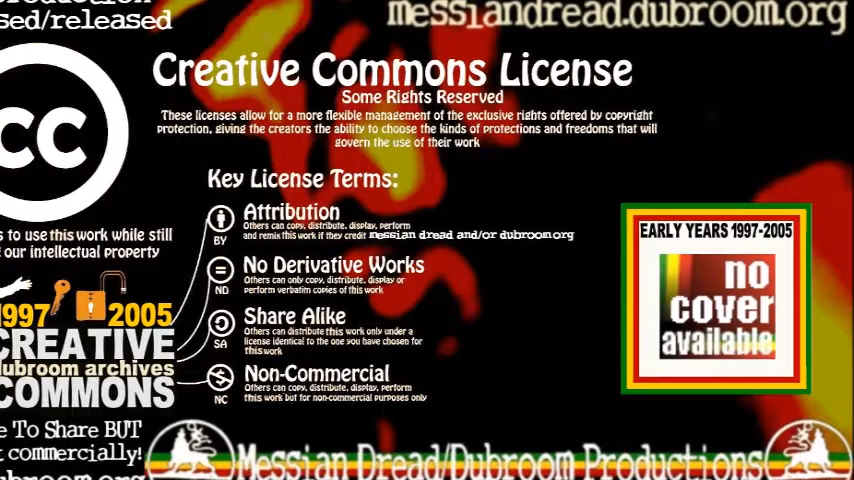 sed/released
messiandread.dubroom.org
cc
Creative Commons License
Some Rights Reserved
These licenses allow for a more flexible management of the exclusive rights offered by copyright
protection, giving the creators the ability to choose the kinds of protections and freedoms that will
govern the use of their work
s to use this work while still
our intellectual property
1997 2005
CREATIVE
dubroom archives
COMMONS
e To Share BUT
t commercially!
Key License Terms:
BY
Attribution
Others can copy, distribute, display, perform
and remix this work if they credit messian dread and/or dubroom.org
ND
No Derivative Works
Others can only copy, distribute, display or
perform verbatim copies of this work
SA
Share Alike
Others can distribute this work only under a
license identical to the one you have chosen for
this work
NC
Non-Commercial
Others can copy, distribute, display, perform
this work but for non-commercial purposes only
EARLY YEARS 1997-2005
no
cover
available
Messian Dread/Dubroom Productions